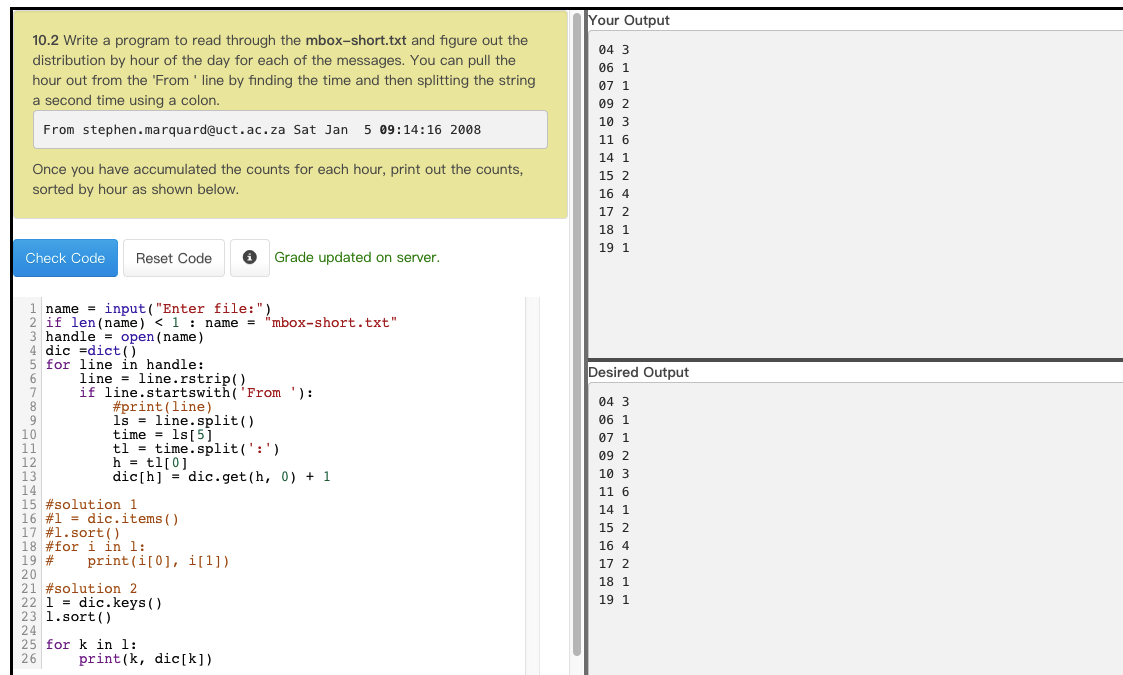 10.2 Write a program to read through the mbox-short.txt and figure out the
distribution by hour of the day for each of the messages. You can pull the
hour out from the 'From ' line by finding the time and then splitting the string
a second time using a colon.
From stephen.marquard@uct.ac.za Sat Jan  5 09:14:16 2008
Once you have accumulated the counts for each hour, print out the counts,
sorted by hour as shown below.
Check Code Reset Code i Grade updated on server.
1 name = input("Enter file:")
2 if len(name) < 1 : name = "mbox-short.txt"
3 handle = open(name)
4 dic =dict()
5 for line in handle:
6     line = line.rstrip()
7     if line.startswith('From '):
8         #print(line)
9         ls = line.split()
10         time = ls[5]
11         tl = time.split(':')
12         h = tl[0]
13         dic[h] = dic.get(h, 0) + 1
14
15 #solution 1
16 #l = dic.items()
17 #l.sort()
18 #for i in l:
19 #    print(i[0], i[1])
20
21 #solution 2
22 l = dic.keys()
23 l.sort()
24
25 for k in l:
26     print(k, dic[k])
Your Output
04 3
06 1
07 1
09 2
10 3
11 6
14 1
15 2
16 4
17 2
18 1
19 1
Desired Output
04 3
06 1
07 1
09 2
10 3
11 6
14 1
15 2
16 4
17 2
18 1
19 1